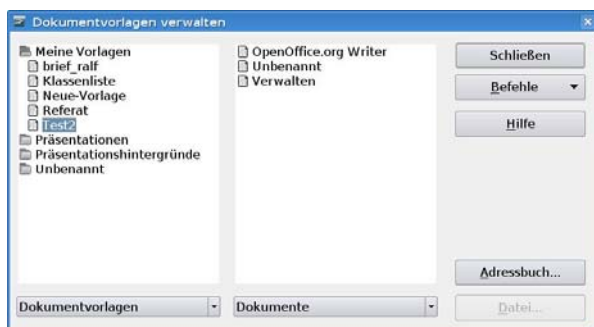 Dokumentvorlagen verwalten
Meine Vorlagen
brief_ralf
Klassenliste
Neue-Vorlage
Referat
Test2
Präsentationen
Präsentationshintergründe
Unbenannt
OpenOffice.org Writer
Unbenannt
Verwalten
Schließen
Befehle
Hilfe
Adressbuch...
Dokumentvorlagen
Dokumente
Datei...